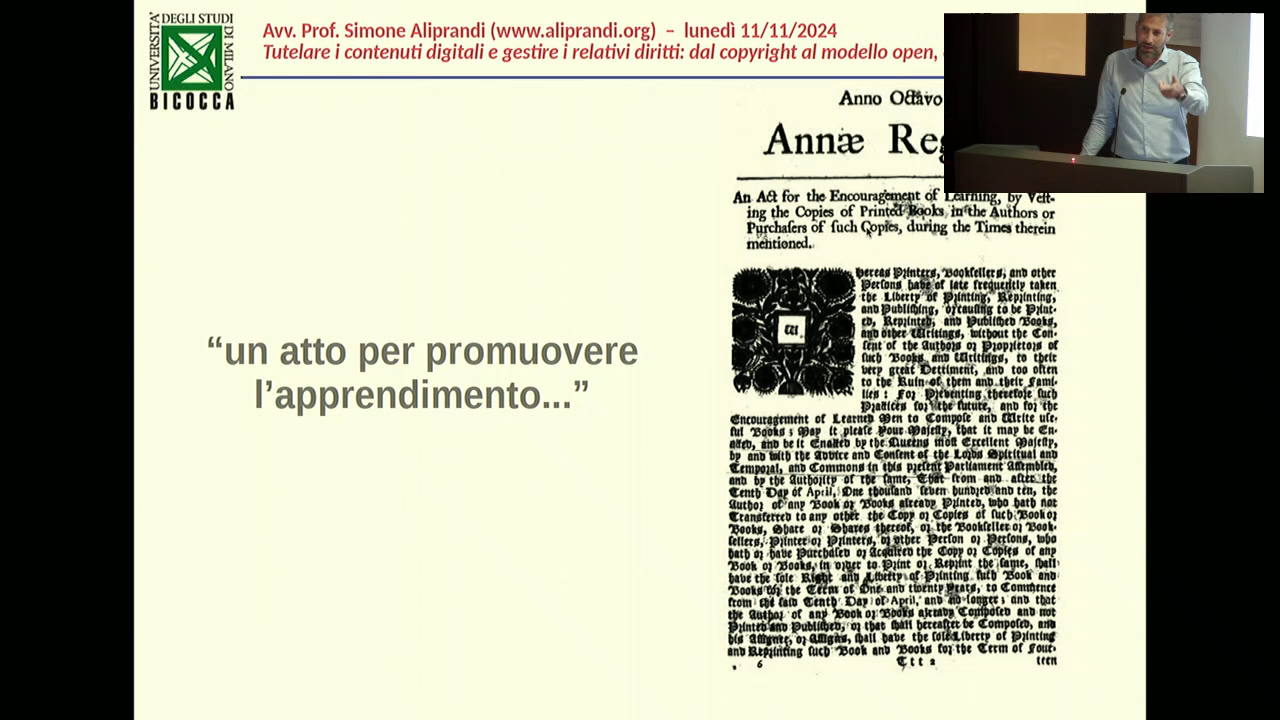 UNIVERSITA' DEGLI STUDI DI MILANO
BICOCCA
Avv. Prof. Simone Aliprandi (www.aliprandi.org) – lunedì 11/11/2024
Tutelare i contenuti digitali e gestire i relativi diritti: dal copyright al modello open,
“un atto per promuovere
l’apprendimento...”
Anno Octavo
Annæ Reg
An Act for the Encouragement of Learning, by Veſt-
ing the Copies of Printed Books in the Authors or
Purchaſers of ſuch Copies, during the Times therein
mentioned.
Whereas Printers, Bookſellers, and other
Perſons have of late frequently taken
the Liberty of Printing, Reprinting,
and Publiſhing, or cauſing to be Print-
ed, Reprinted, and Publiſhed Books,
and other Writings, without the Con-
ſent of the Authors or Proprietors of
ſuch Books and Writings, to their
very great Detriment, and too often
to the Ruin of them and their Fami-
lies: For Preventing therefore ſuch
Practices for the future, and for the
Encouragement of Learned Men to Compoſe and Write uſe-
ful Books; May it pleaſe Your Majeſty, that it may be En-
acted, and be it Enacted by the Queens moſt Excellent Majeſty,
by and with the Advice and Conſent of the Lords Spiritual and
Temporal, and Commons in this preſent Parliament Aſſembled,
and by the Authority of the ſame, That from and after the
Tenth Day of April, One thouſand ſeven hundred and ten, the
Author of any Book or Books already Printed, who hath not
Transferred to any other the Copy or Copies of ſuch Book or
Books, Share or Shares thereof, or the Bookſeller or Book-
ſellers, Printer or Printers, or other Perſon or Perſons, who
hath or have Purchaſed or Acquired the Copy or Copies of any
Book or Books, in order to Print or Reprint the ſame, ſhall
have the ſole Right and Liberty of Printing ſuch Book and
Books for the Term of One and twenty Years, to Commence
from the ſaid Tenth Day of April, and no longer; and that
the Author of any Book or Books already Compoſed and not
Printed and Publiſhed, or that ſhall hereafter be Compoſed, and
his Aſſignee, or Aſſigns, ſhall have the ſole Liberty of Printing
and Reprinting ſuch Book and Books for the Term of Four-
6 Ttt 2 teen